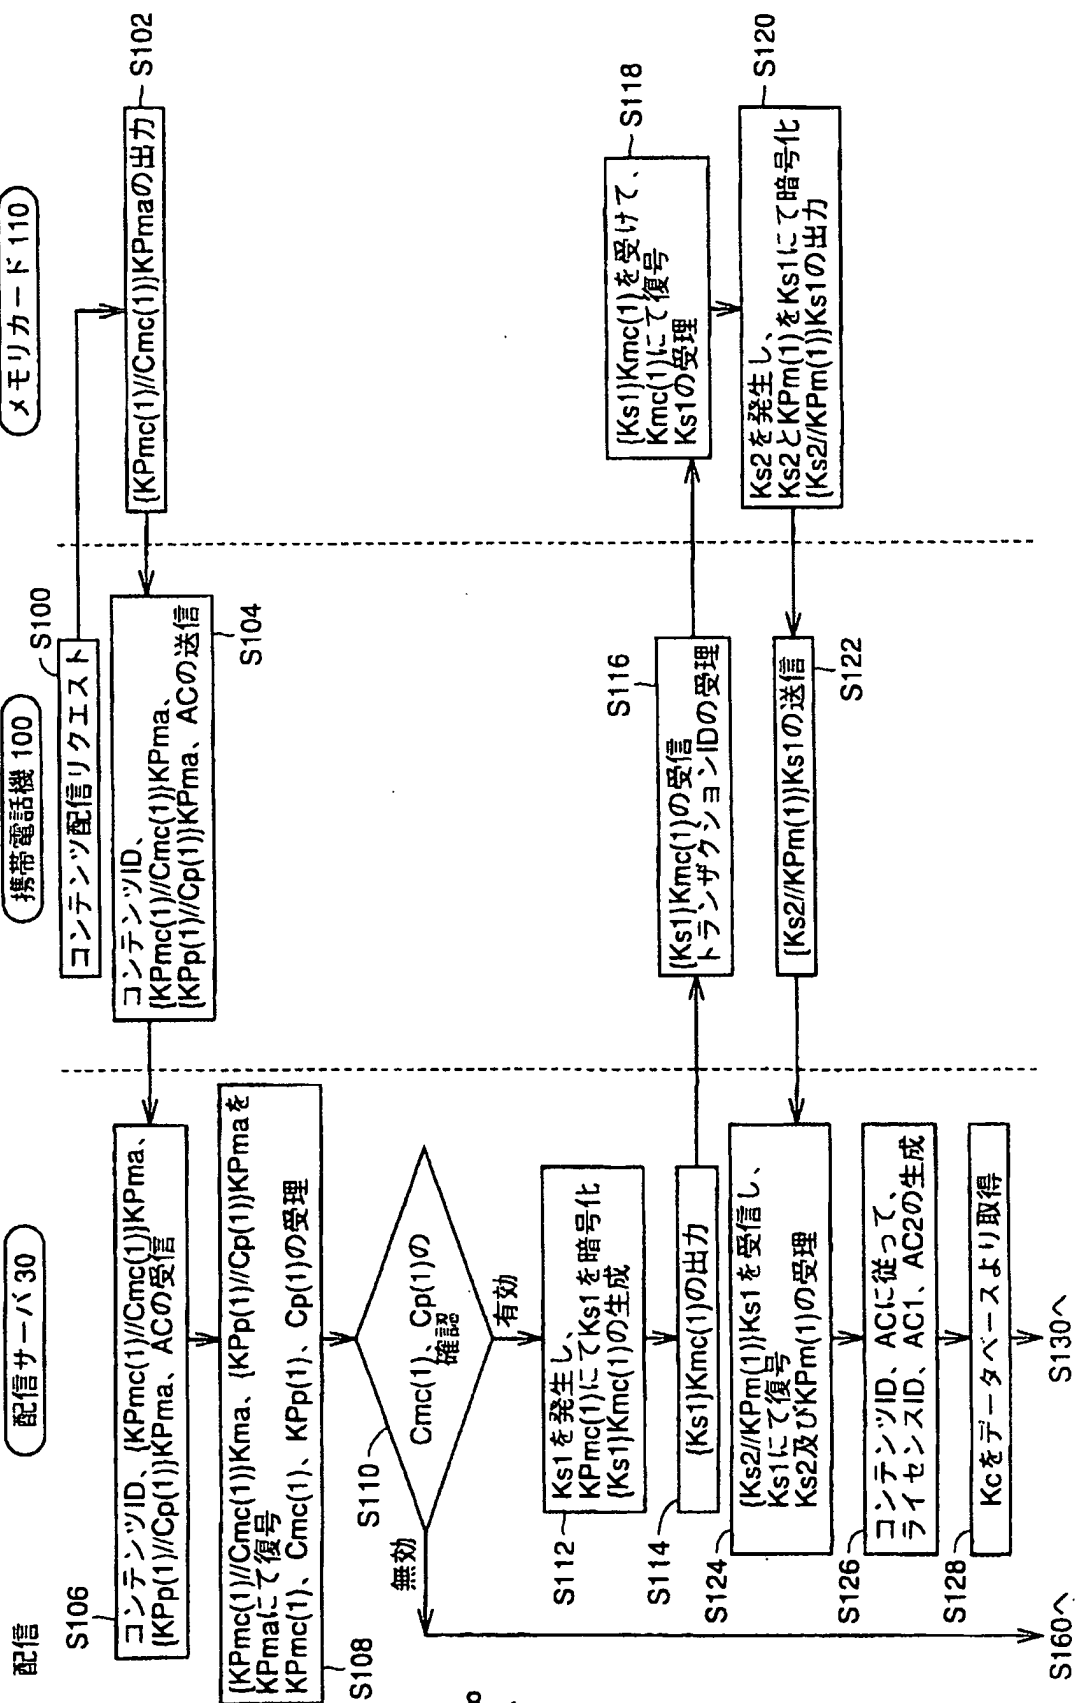 配信
配信サーバ 30
携帯電話機 100
メモリカード 110
S100
コンテンツ配信リクエスト
S102
{KPmc(1)//Cmc(1)}KPmaの出力
S104
コンテンツID、
{KPmc(1)//Cmc(1)}KPma、
{KPp(1)//Cp(1)}KPma、ACの送信
S106
コンテンツID、{KPmc(1)//Cmc(1)}KPma、
{KPp(1)//Cp(1)}KPma、ACの受信
S108
{KPmc(1)//Cmc(1)}Kma、{KPp(1)//Cp(1)}KPmaを
KPmaにて復号
KPmc(1)、Cmc(1)、KPp(1)、Cp(1)の受理
S110
Cmc(1)、Cp(1)の
確認
無効
有効
S112
Ks1を発生し、
KPmc(1)にてKs1を暗号化
{Ks1}Kmc(1)の生成
S114
{Ks1}Kmc(1)の出力
S116
{Ks1}Kmc(1)の受信
トランザクションIDの受理
S118
{Ks1}Kmc(1)を受けて、
Kmc(1)にて復号
Ks1の受理
S120
Ks2を発生し、
Ks2とKPm(1)をKs1にて暗号化
{Ks2//KPm(1)}Ks1の出力
S122
{Ks2//KPm(1)}Ks1の送信
S124
{Ks2//KPm(1)}Ks1を受信し、
Ks1にて復号
Ks2及びKPm(1)の受理
S126
コンテンツID、ACに従って、
ライセンスID、AC1、AC2の生成
S128
Kcをデータベースより取得
S160へ
S130へ